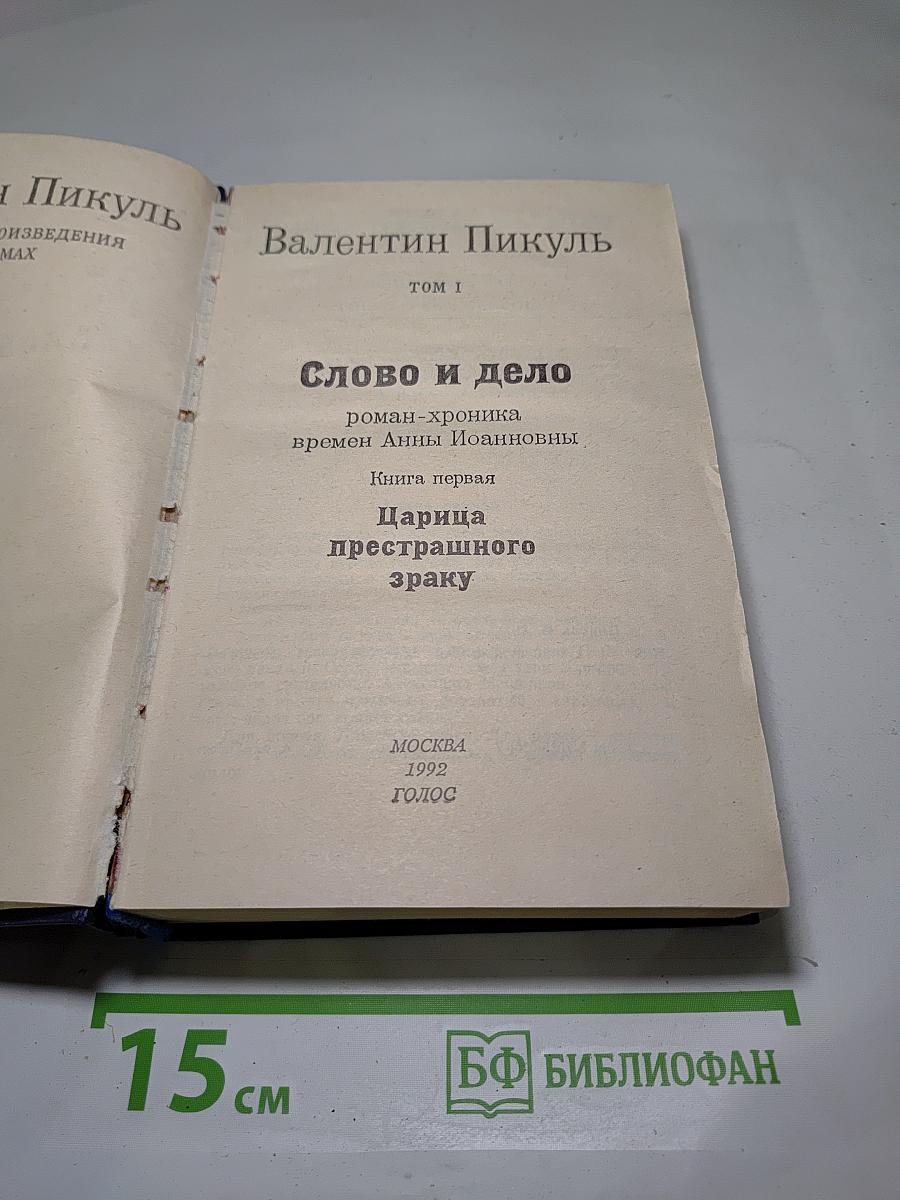 н Пикуль
ОИЗВЕДЕНИЯ
МАХ
Валентин Пикуль
ТОМ I
Слово и дело
роман-хроника
времен Анны Иоанновны
Книга первая
Царица
престрашного
зраку
МОСКВА
1992
ГОЛОС
15 см
БФ БИБЛИОФАН